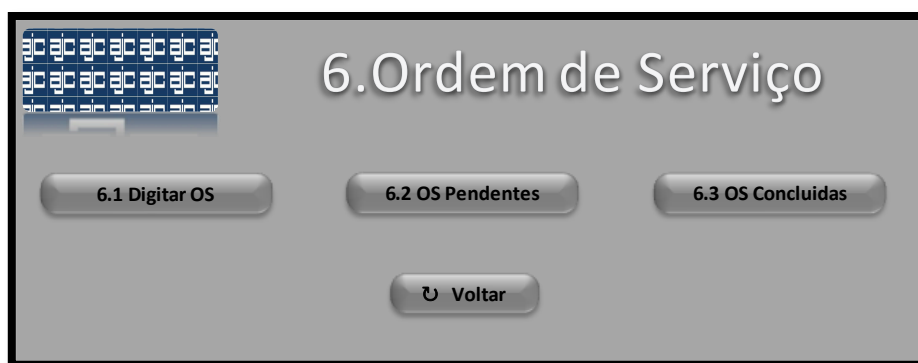 6.Ordem de Serviço
6.1 Digitar OS
6.2 OS Pendentes
6.3 OS Concluidas
↻ Voltar